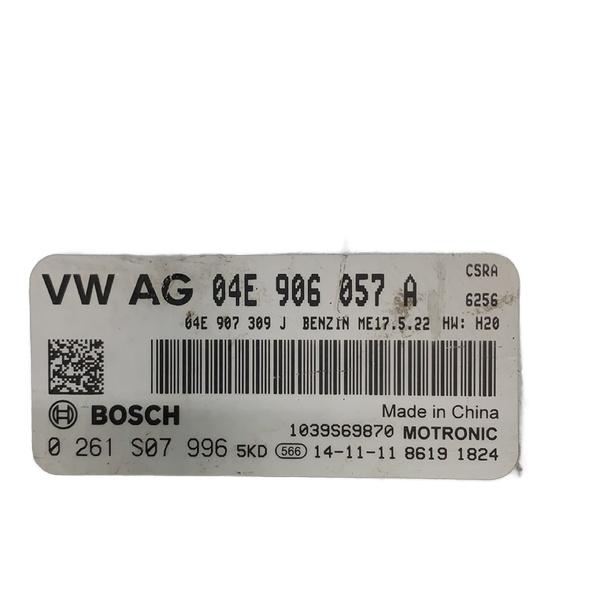 VW AG 04E 906 057 A CSRA
6256
04E 907 309 J BENZIN ME17.5.22 HW: H20
BOSCH Made in China
1039S69870 MOTRONIC
0 261 S07 996 5KD 566 14-11-11 8619 1824